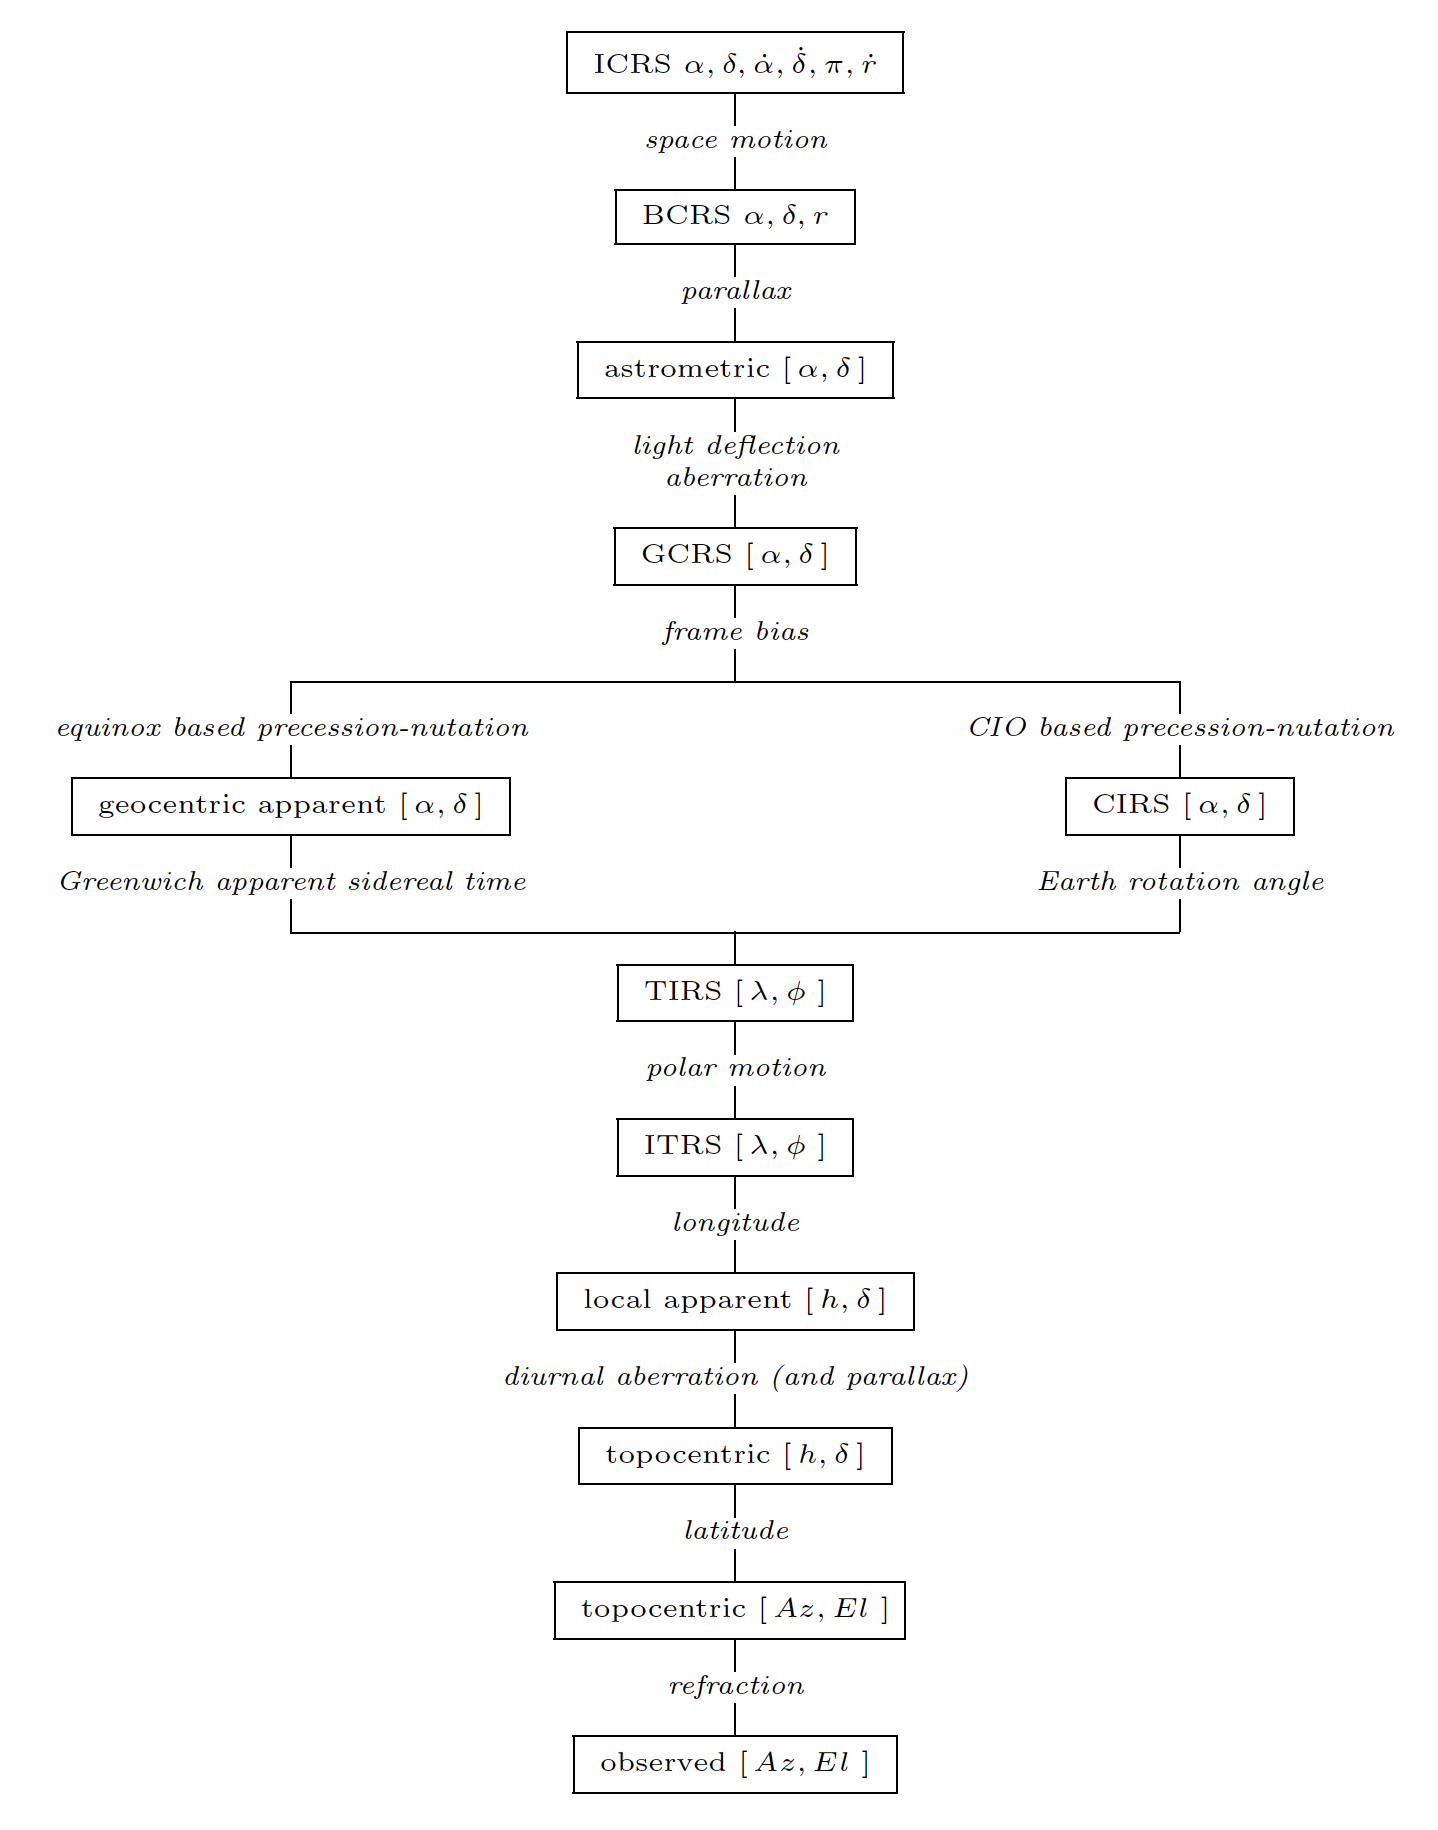 ICRS α, δ, α̇, δ̇, π, ṙ
space motion
BCRS α, δ, r
parallax
astrometric [ α, δ ]
light deflection
aberration
GCRS [ α, δ ]
frame bias
equinox based precession-nutation
CIO based precession-nutation
geocentric apparent [ α, δ ]
CIRS [ α, δ ]
Greenwich apparent sidereal time
Earth rotation angle
TIRS [ λ, ϕ ]
polar motion
ITRS [ λ, ϕ ]
longitude
local apparent [ h, δ ]
diurnal aberration (and parallax)
topocentric [ h, δ ]
latitude
topocentric [ Az, El ]
refraction
observed [ Az, El ]